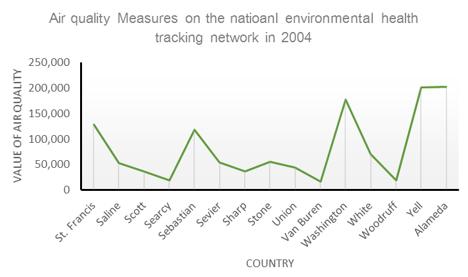 Air quality Measures on the natioanl environmental health
tracking network in 2004
VALUE OF AIR QUALITY
250,000
200,000
150,000
100,000
50,000
0
St. Francis
Saline
Scott
Searcy
Sebastian
Sevier
Sharp
Stone
Union
Van Buren
Washington
White
Woodruff
Yell
Alameda
COUNTRY